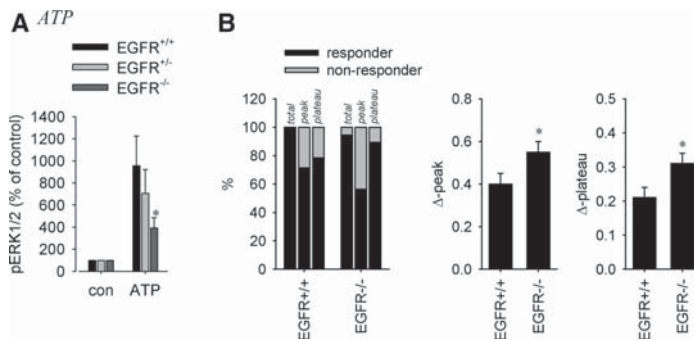 A ATP
EGFR+/+
EGFR+/-
EGFR-/-
pERK1/2 (% of control)
1400
1200
1000
800
600
400
200
0
*
con ATP
B
responder
non-responder
%
120
100
80
60
40
20
0
total
peak
plateau
total
peak
plateau
EGFR+/+
EGFR-/-
Δ-peak
0.8
0.6
0.4
0.2
0.0
*
EGFR+/+
EGFR-/-
Δ-plateau
0.5
0.4
0.3
0.2
0.1
0.0
*
EGFR+/+
EGFR-/-